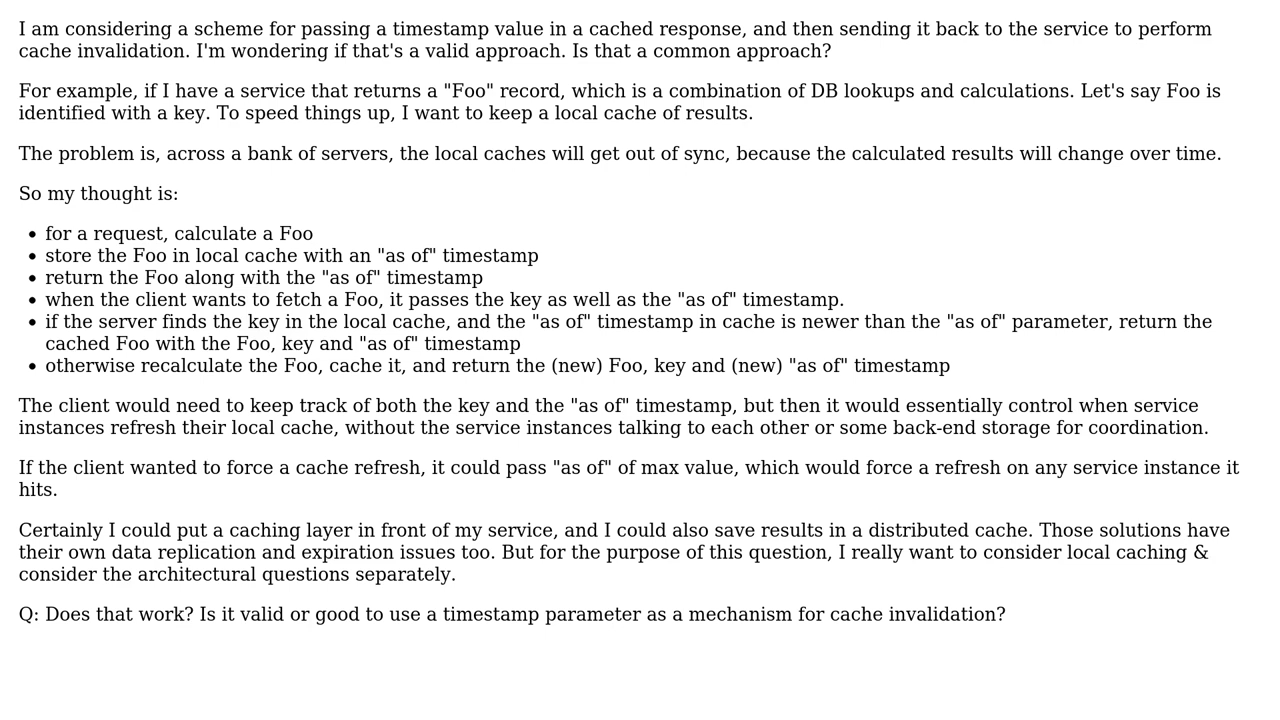 I am considering a scheme for passing a timestamp value in a cached response, and then sending it back to the service to perform
cache invalidation. I'm wondering if that's a valid approach. Is that a common approach?
For example, if I have a service that returns a "Foo" record, which is a combination of DB lookups and calculations. Let's say Foo is
identified with a key. To speed things up, I want to keep a local cache of results.
The problem is, across a bank of servers, the local caches will get out of sync, because the calculated results will change over time.
So my thought is:
• for a request, calculate a Foo
• store the Foo in local cache with an "as of" timestamp
• return the Foo along with the "as of" timestamp
• when the client wants to fetch a Foo, it passes the key as well as the "as of" timestamp.
• if the server finds the key in the local cache, and the "as of" timestamp in cache is newer than the "as of" parameter, return the
cached Foo with the Foo, key and "as of" timestamp
• otherwise recalculate the Foo, cache it, and return the (new) Foo, key and (new) "as of" timestamp
The client would need to keep track of both the key and the "as of" timestamp, but then it would essentially control when service
instances refresh their local cache, without the service instances talking to each other or some back-end storage for coordination.
If the client wanted to force a cache refresh, it could pass "as of" of max value, which would force a refresh on any service instance it
hits.
Certainly I could put a caching layer in front of my service, and I could also save results in a distributed cache. Those solutions have
their own data replication and expiration issues too. But for the purpose of this question, I really want to consider local caching &
consider the architectural questions separately.
Q: Does that work? Is it valid or good to use a timestamp parameter as a mechanism for cache invalidation?